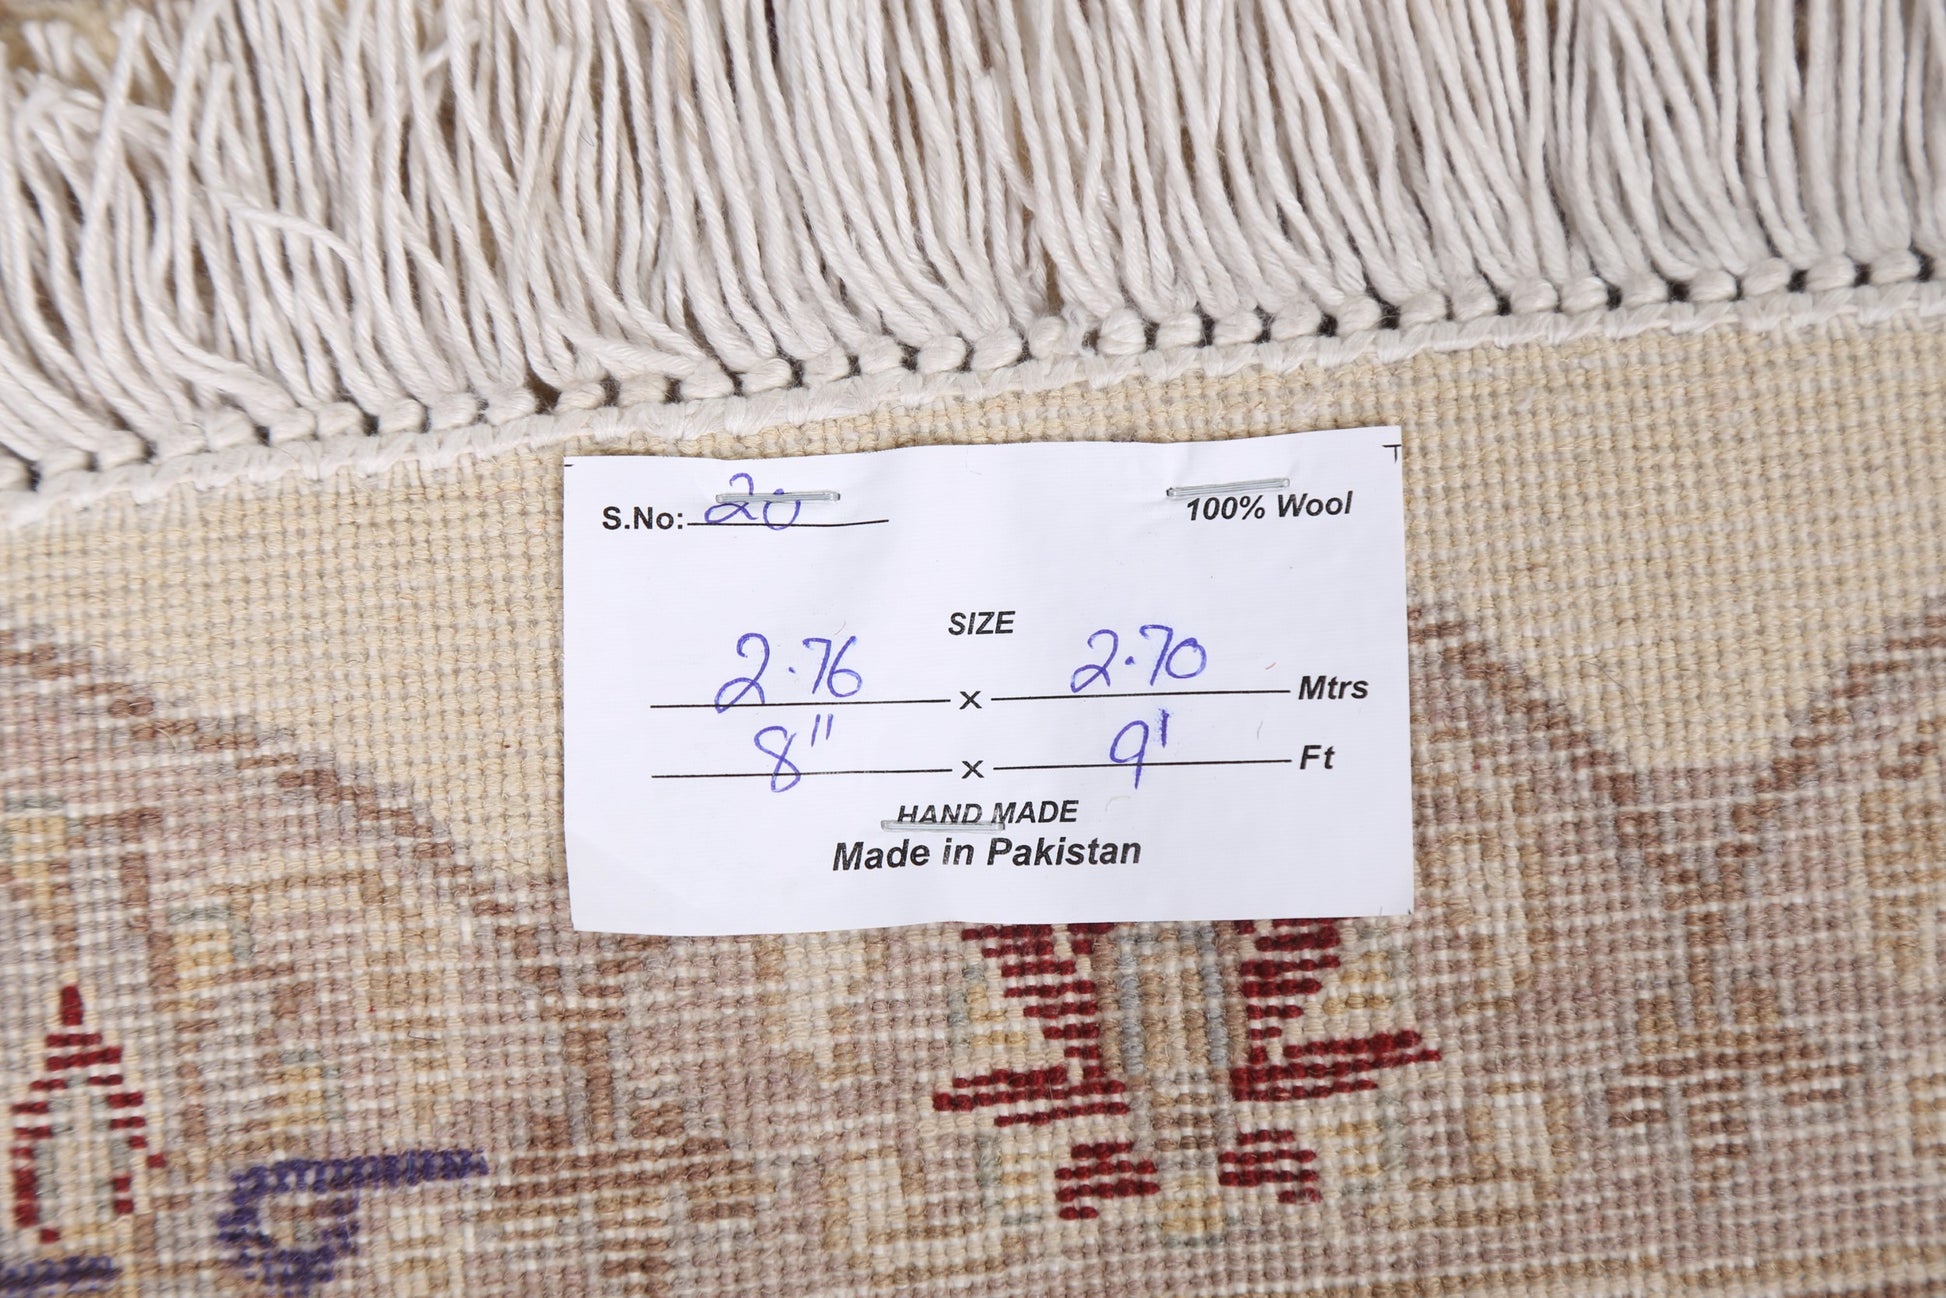 S.No: 20 100% Wool
SIZE
2.76 x 2.70 Mtrs
8" x 9' Ft
HAND MADE
Made in Pakistan